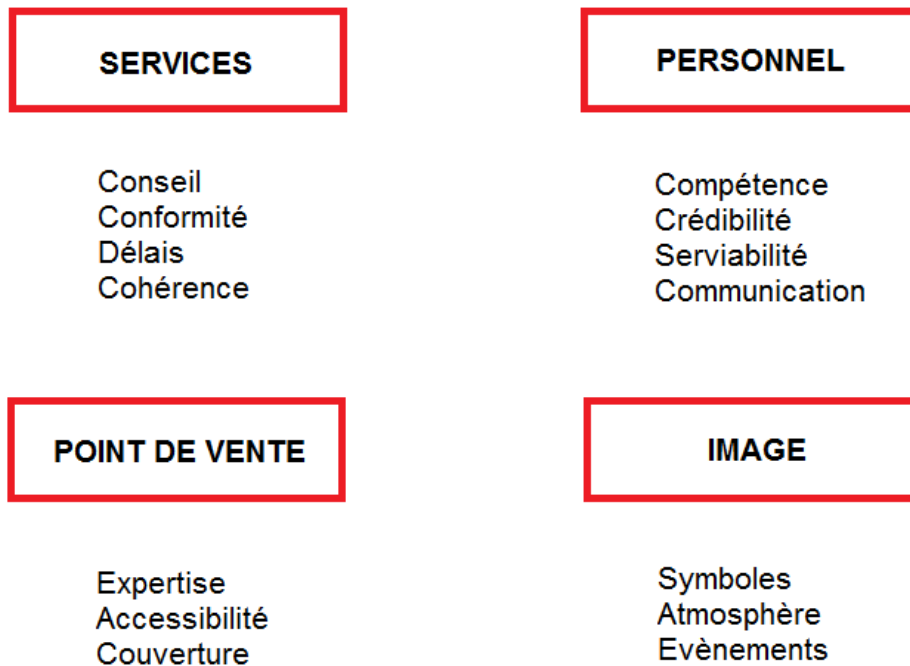 SERVICES
Conseil
Conformité
Délais
Cohérence
PERSONNEL
Compétence
Crédibilité
Serviabilité
Communication
POINT DE VENTE
Expertise
Accessibilité
Couverture
IMAGE
Symboles
Atmosphère
Evènements